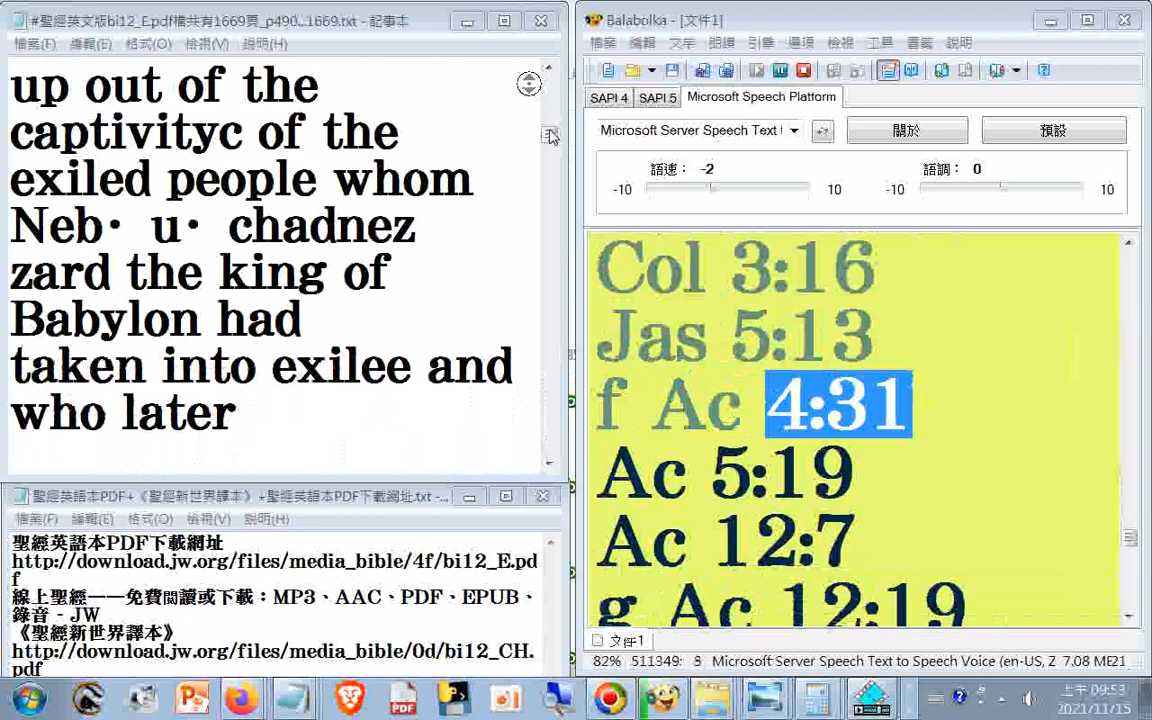 #聖經英文版bi12_E.pdf檔共有1669頁_p490...1669.txt - 記事本
檔案(F) 編輯(E) 格式(O) 檢視(V) 說明(H)
up out of the
captivityc of the
exiled people whom
Neb· u· chadnez
zard the king of
Babylon had
taken into exilee and
who later
聖經英語本PDF+《聖經新世界譯本》+聖經英語本PDF下載網址.txt -...
檔案(F) 編輯(E) 格式(O) 檢視(V) 說明(H)
聖經英語本PDF下載網址
http://download.jw.org/files/media_bible/4f/bi12_E.pd
f
線上聖經——免費閱讀或下載：MP3、AAC、PDF、EPUB、
錄音 - JW
《聖經新世界譯本》
http://download.jw.org/files/media_bible/0d/bi12_CH.
pdf
Balabolka - [文件1]
檔案 編輯 文字 朗讀 引擎 選項 檢視 工具 書籤 說明
SAPI 4 SAPI 5 Microsoft Speech Platform
Microsoft Server Speech Text 關於 預設
語速： -2 語調： 0
-10 10 -10 10
Col 3:16
Jas 5:13
f Ac 4:31
Ac 5:19
Ac 12:7
g Ac 12:19
文件1
82% 511349: 8 Microsoft Server Speech Text to Speech Voice (en-US, Z 7.08 ME21
上午 09:53
2021/11/15